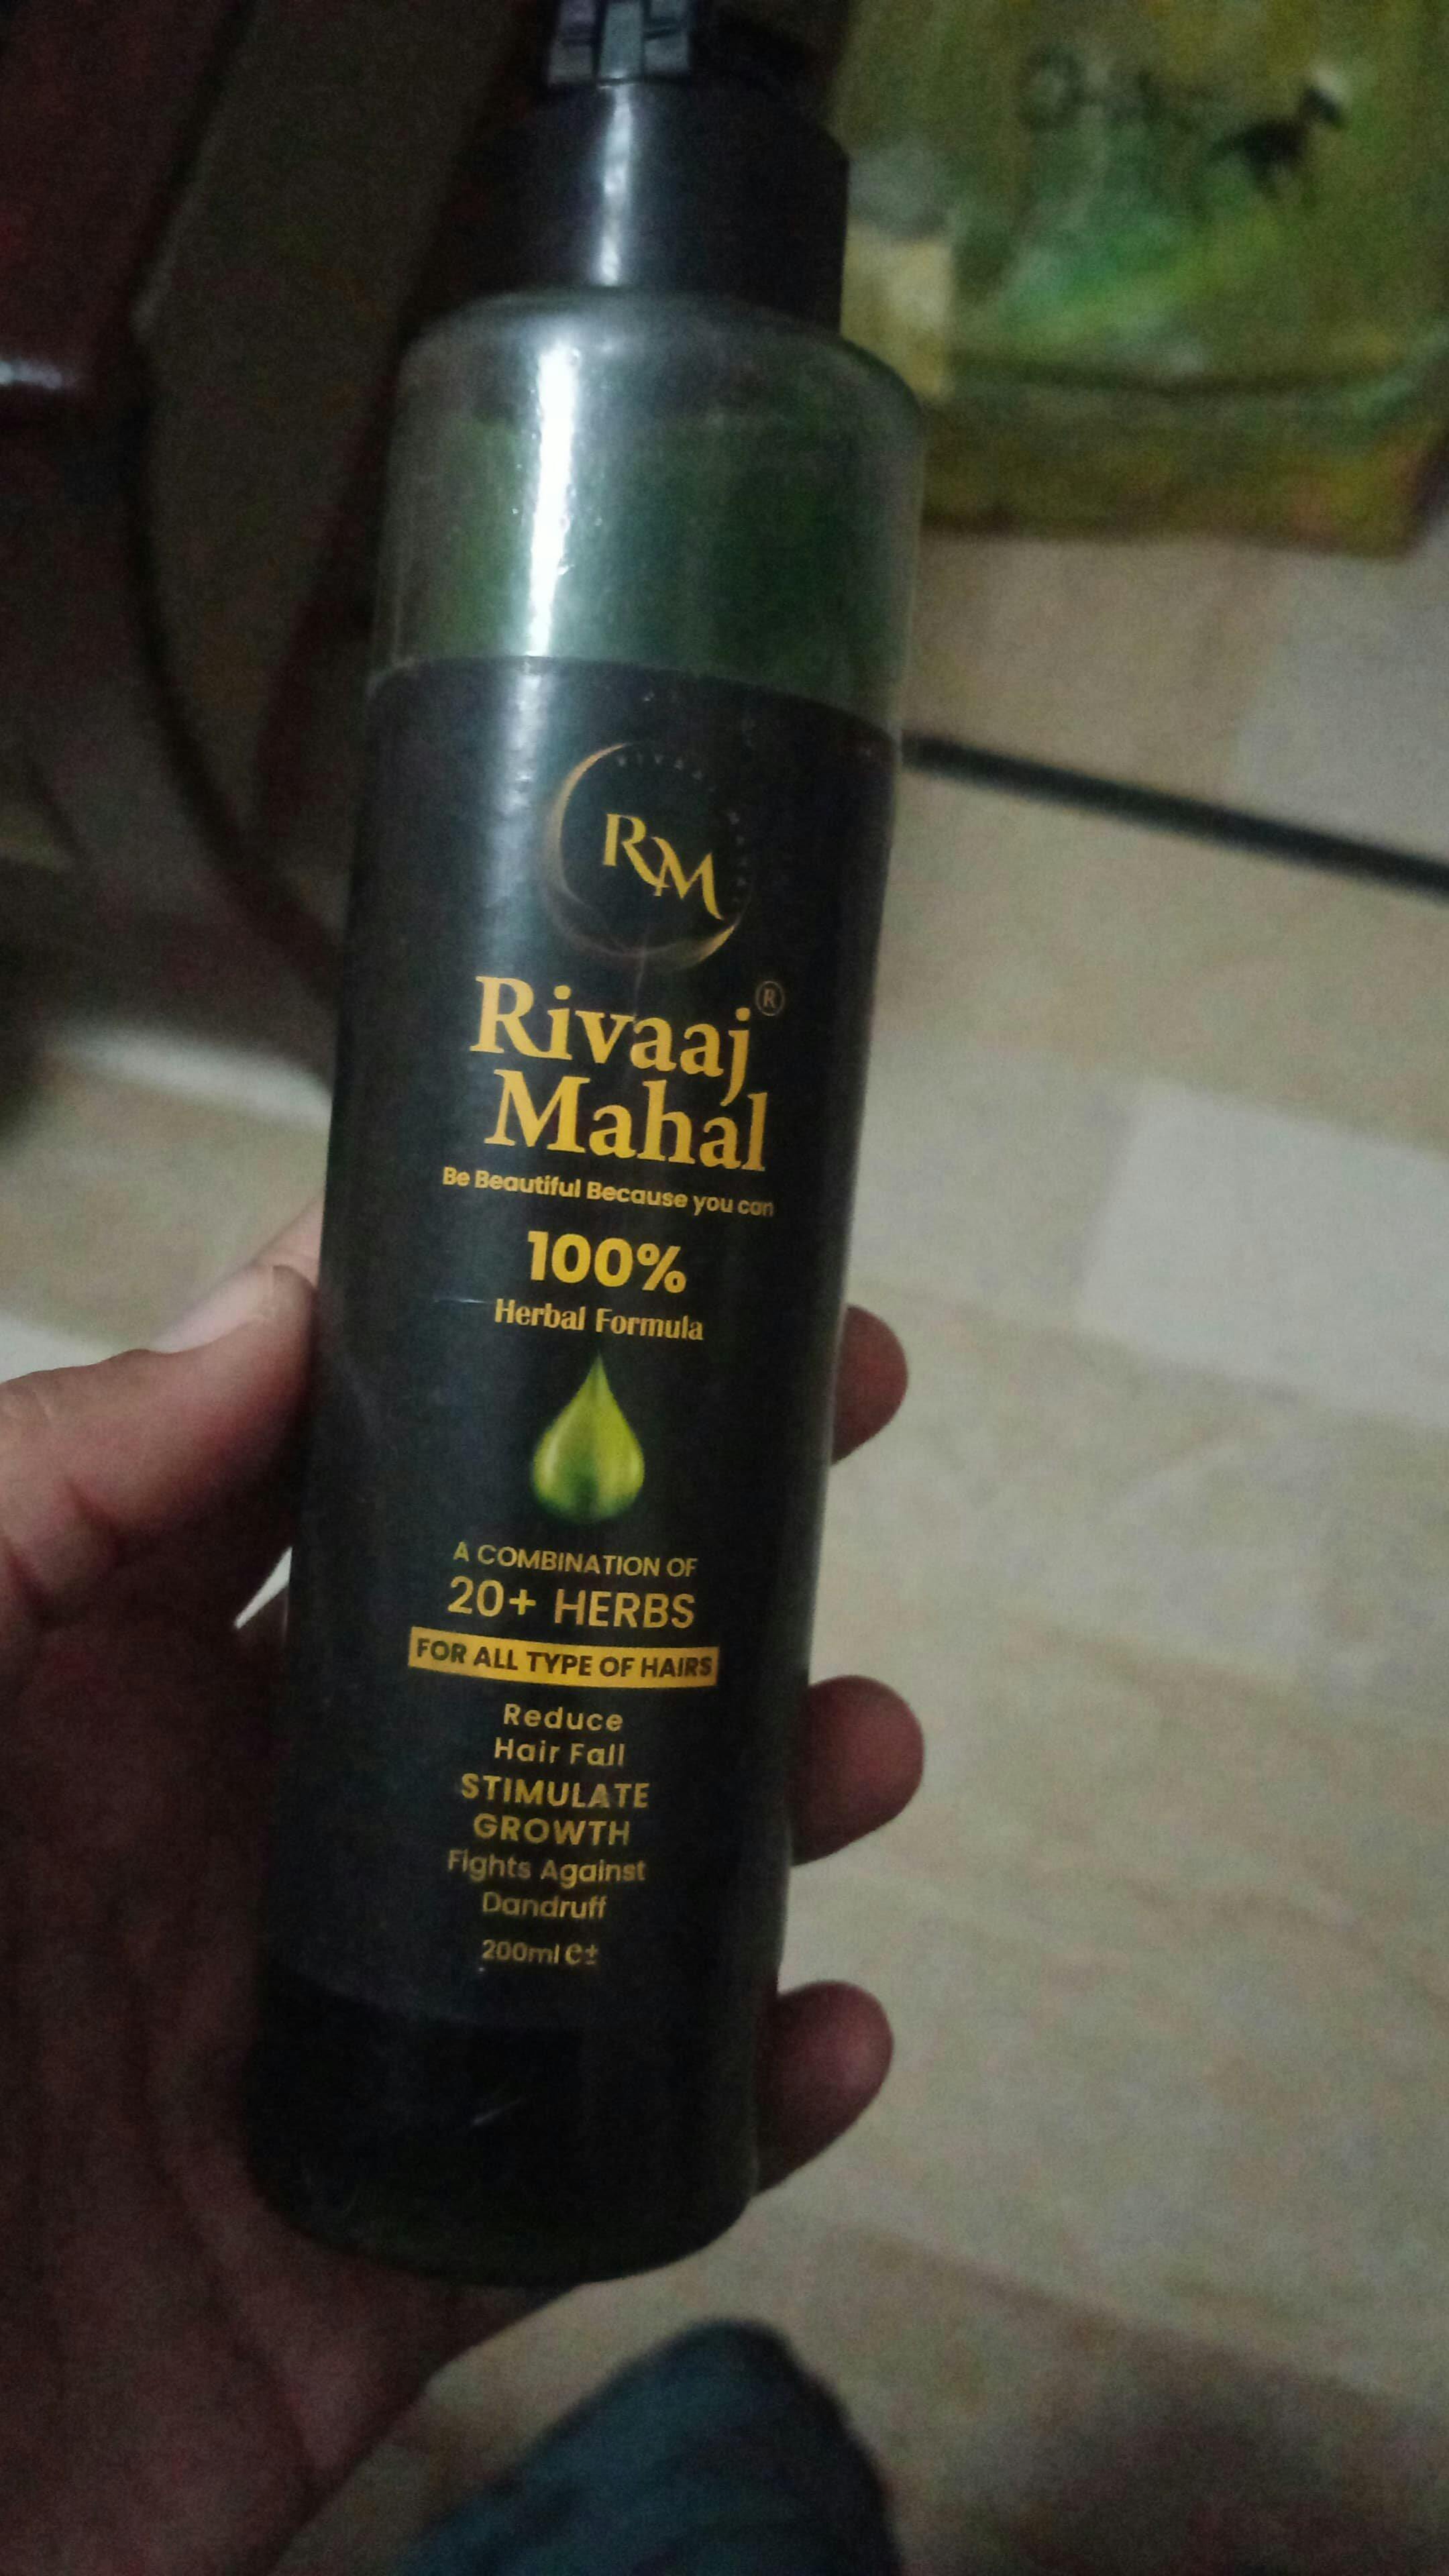 RM
Rivaaj®
Mahal
Be Beautiful Because you can
100%
Herbal Formula
A COMBINATION OF
20+ HERBS
FOR ALL TYPE OF HAIRS
Reduce
Hair Fall
STIMULATE
GROWTH
Fights Against
Dandruff
200ml e±